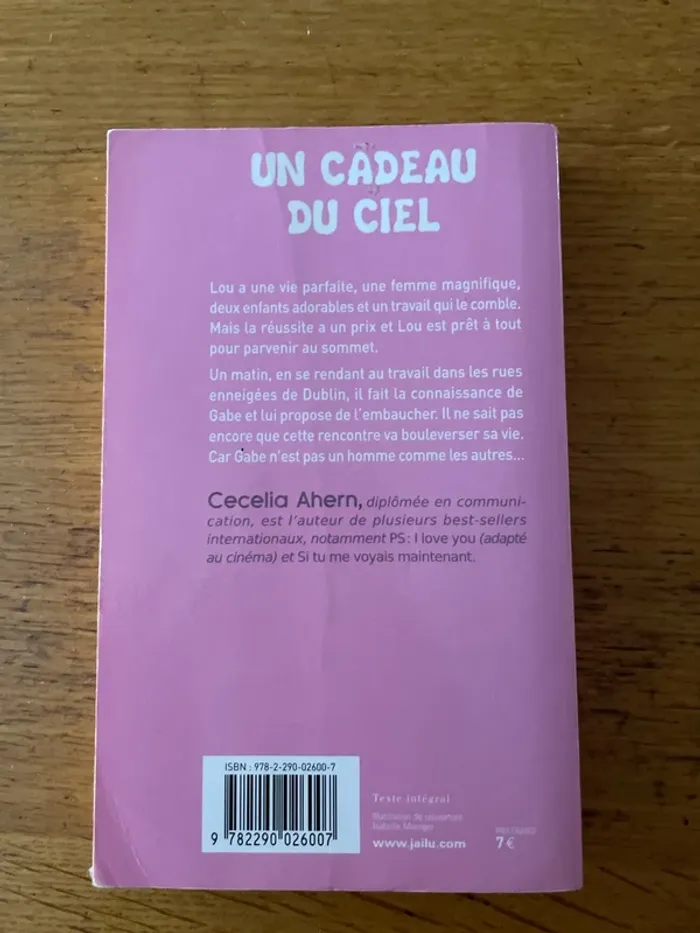 UN CADEAU
DU CIEL
Lou a une vie parfaite, une femme magnifique,
deux enfants adorables et un travail qui le comble.
Mais la réussite a un prix et Lou est prêt à tout
pour parvenir au sommet.
Un matin, en se rendant au travail dans les rues
enneigées de Dublin, il fait la connaissance de
Gabe et lui propose de l'embaucher. Il ne sait pas
encore que cette rencontre va bouleverser sa vie.
Car Gabe n'est pas un homme comme les autres...
Cecelia Ahern, diplômée en communi-
cation, est l'auteur de plusieurs best-sellers
internationaux, notamment PS : I love you (adapté
au cinéma) et Si tu me voyais maintenant.
ISBN : 978-2-290-02600-7
9 782290 026007
Texte intégral
Illustration de couverture
Isabelle
www.jailu.com
7 €